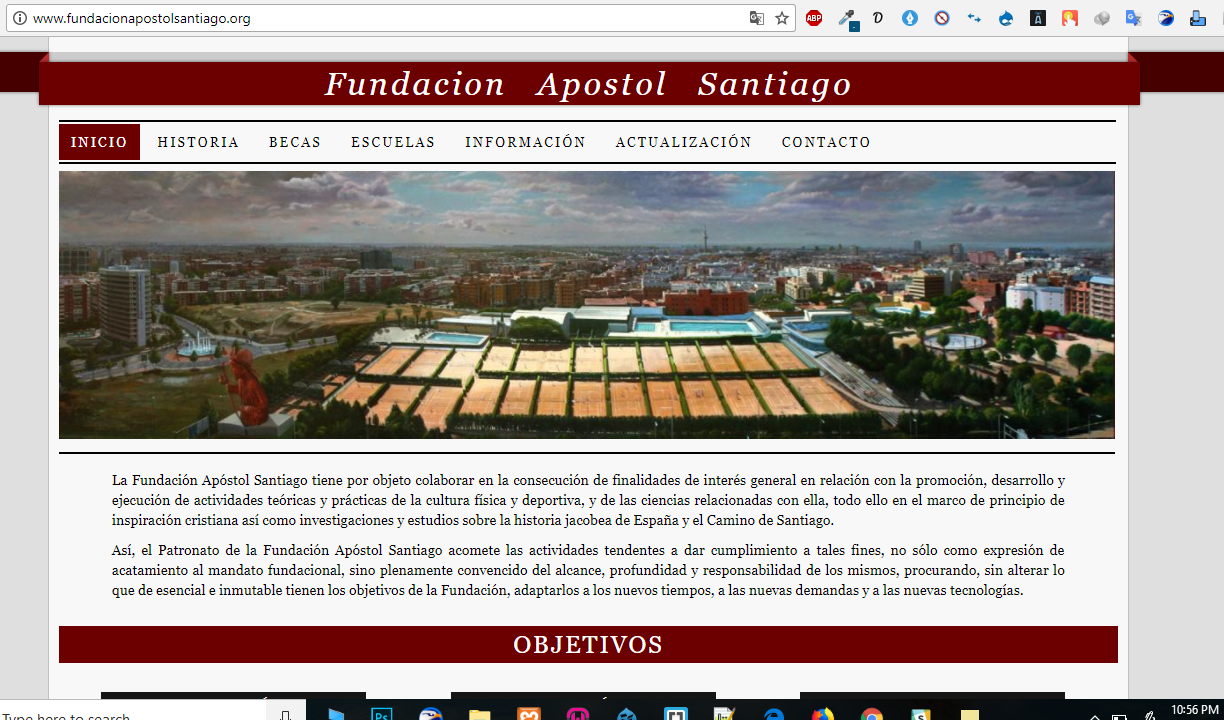 www.fundacionapostolsantiago.org
ABP
Fundacion Apostol Santiago
INICIO HISTORIA BECAS ESCUELAS INFORMACIÓN ACTUALIZACIÓN CONTACTO
La Fundación Apóstol Santiago tiene por objeto colaborar en la consecución de finalidades de interés general en relación con la promoción, desarrollo y
ejecución de actividades teóricas y prácticas de la cultura física y deportiva, y de las ciencias relacionadas con ella, todo ello en el marco de principio de
inspiración cristiana así como investigaciones y estudios sobre la historia jacobea de España y el Camino de Santiago.
Así, el Patronato de la Fundación Apóstol Santiago acomete las actividades tendentes a dar cumplimiento a tales fines, no sólo como expresión de
acatamiento al mandato fundacional, sino plenamente convencido del alcance, profundidad y responsabilidad de los mismos, procurando, sin alterar lo
que de esencial e inmutable tienen los objetivos de la Fundación, adaptarlos a los nuevos tiempos, a las nuevas demandas y a las nuevas tecnologías.
OBJETIVOS
Type here to search
Ps
10:56 PM